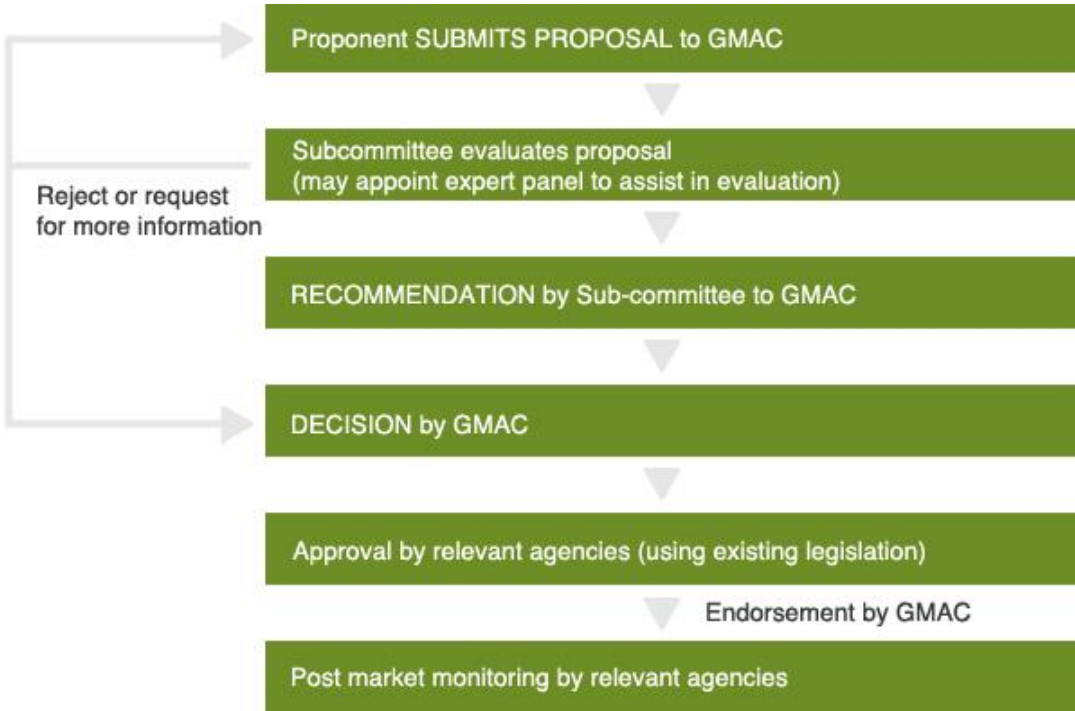 Proponent SUBMITS PROPOSAL to GMAC
Subcommittee evaluates proposal
(may appoint expert panel to assist in evaluation)
Reject or request
for more information
RECOMMENDATION by Sub-committee to GMAC
DECISION by GMAC
Approval by relevant agencies (using existing legislation)
Endorsement by GMAC
Post market monitoring by relevant agencies